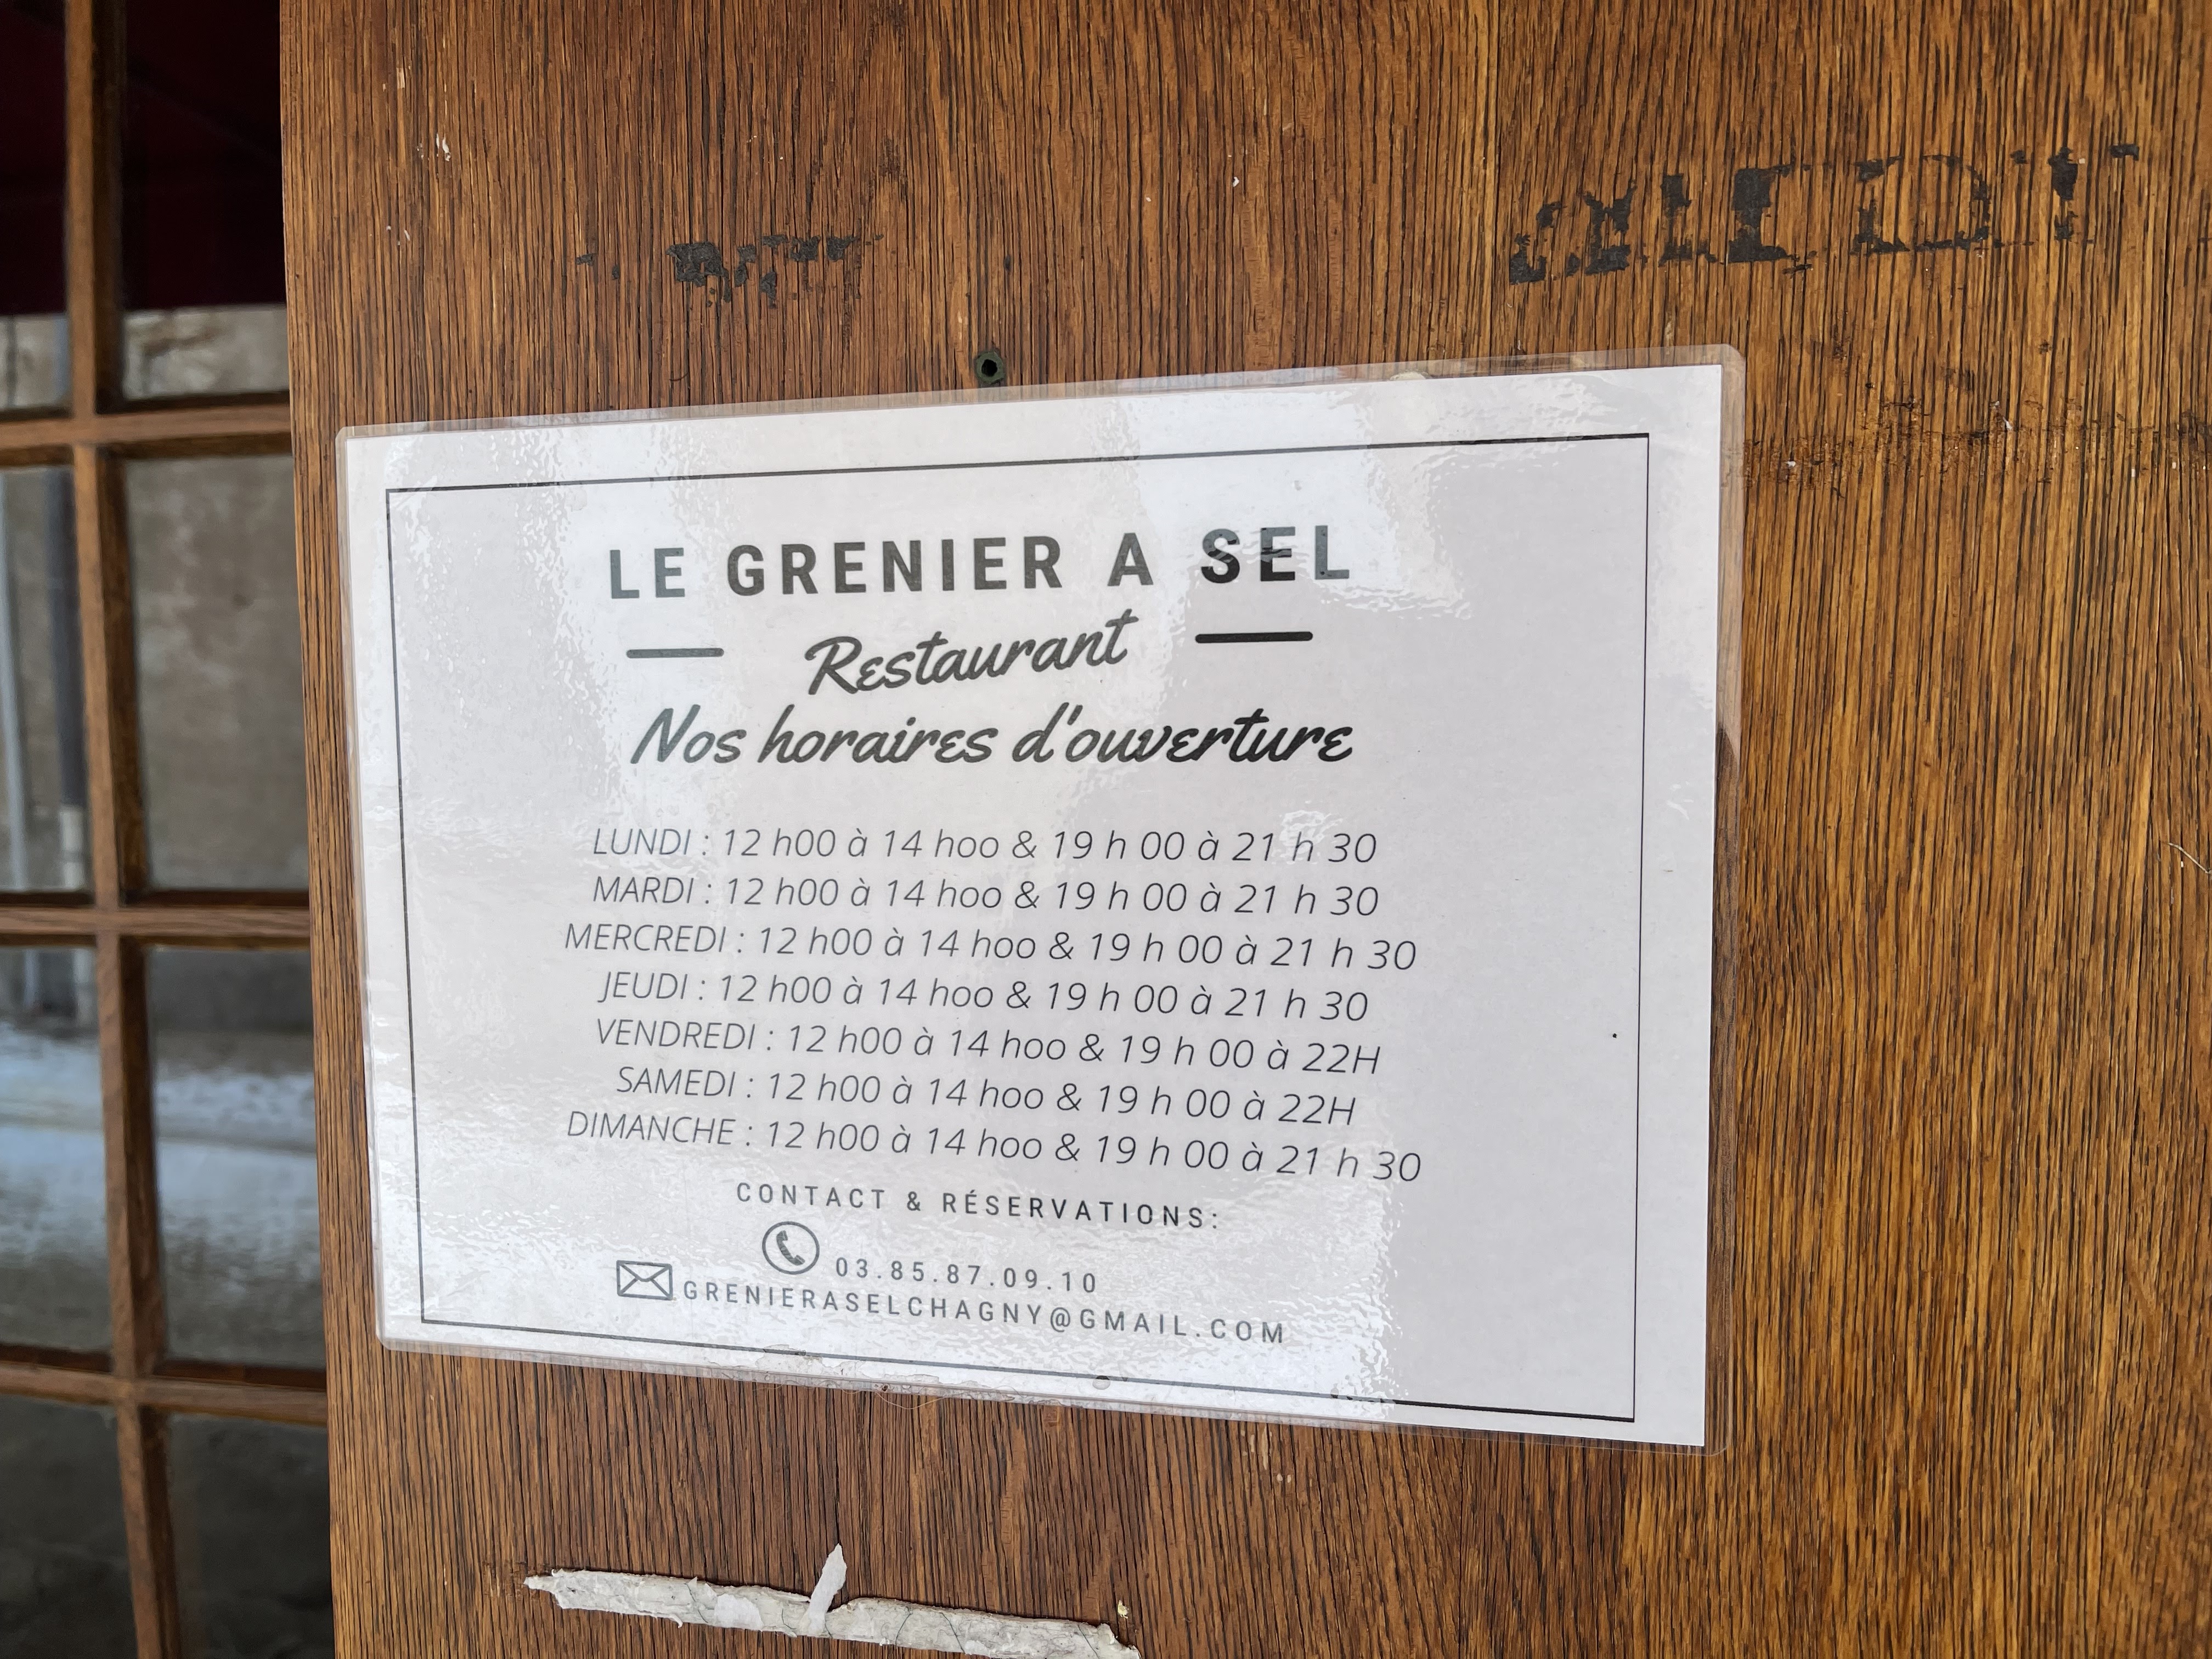 LE GRENIER A SEL
Restaurant
Nos horaires d'ouverture
LUNDI : 12 h00 à 14 hoo & 19 h 00 à 21 h 30
MARDI : 12 h00 à 14 hoo & 19 h 00 à 21 h 30
MERCREDI : 12 h00 à 14 hoo & 19 h 00 à 21 h 30
JEUDI : 12 h00 à 14 hoo & 19 h 00 à 21 h 30
VENDREDI : 12 h00 à 14 hoo & 19 h 00 à 22H
SAMEDI : 12 h00 à 14 hoo & 19 h 00 à 22H
DIMANCHE : 12 h00 à 14 hoo & 19 h 00 à 21 h 30
CONTACT & RÉSERVATIONS:
03.85.87.09.10
GRENIERASELCHAGNY@GMAIL.COM